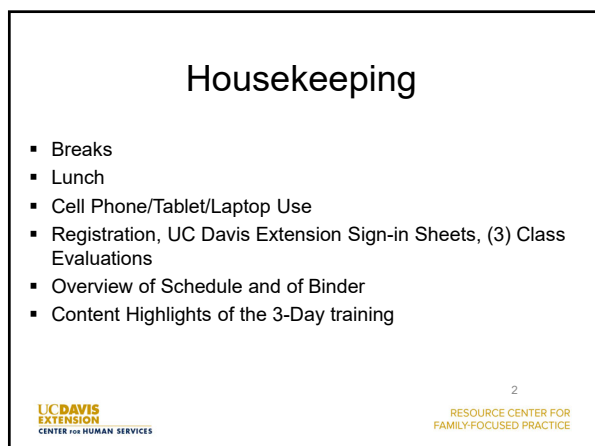 Housekeeping
▪ Breaks
▪ Lunch
▪ Cell Phone/Tablet/Laptop Use
▪ Registration, UC Davis Extension Sign-in Sheets, (3) Class
Evaluations
▪ Overview of Schedule and of Binder
▪ Content Highlights of the 3-Day training
2
UCDAVIS
EXTENSION
CENTER FOR HUMAN SERVICES
RESOURCE CENTER FOR
FAMILY-FOCUSED PRACTICE